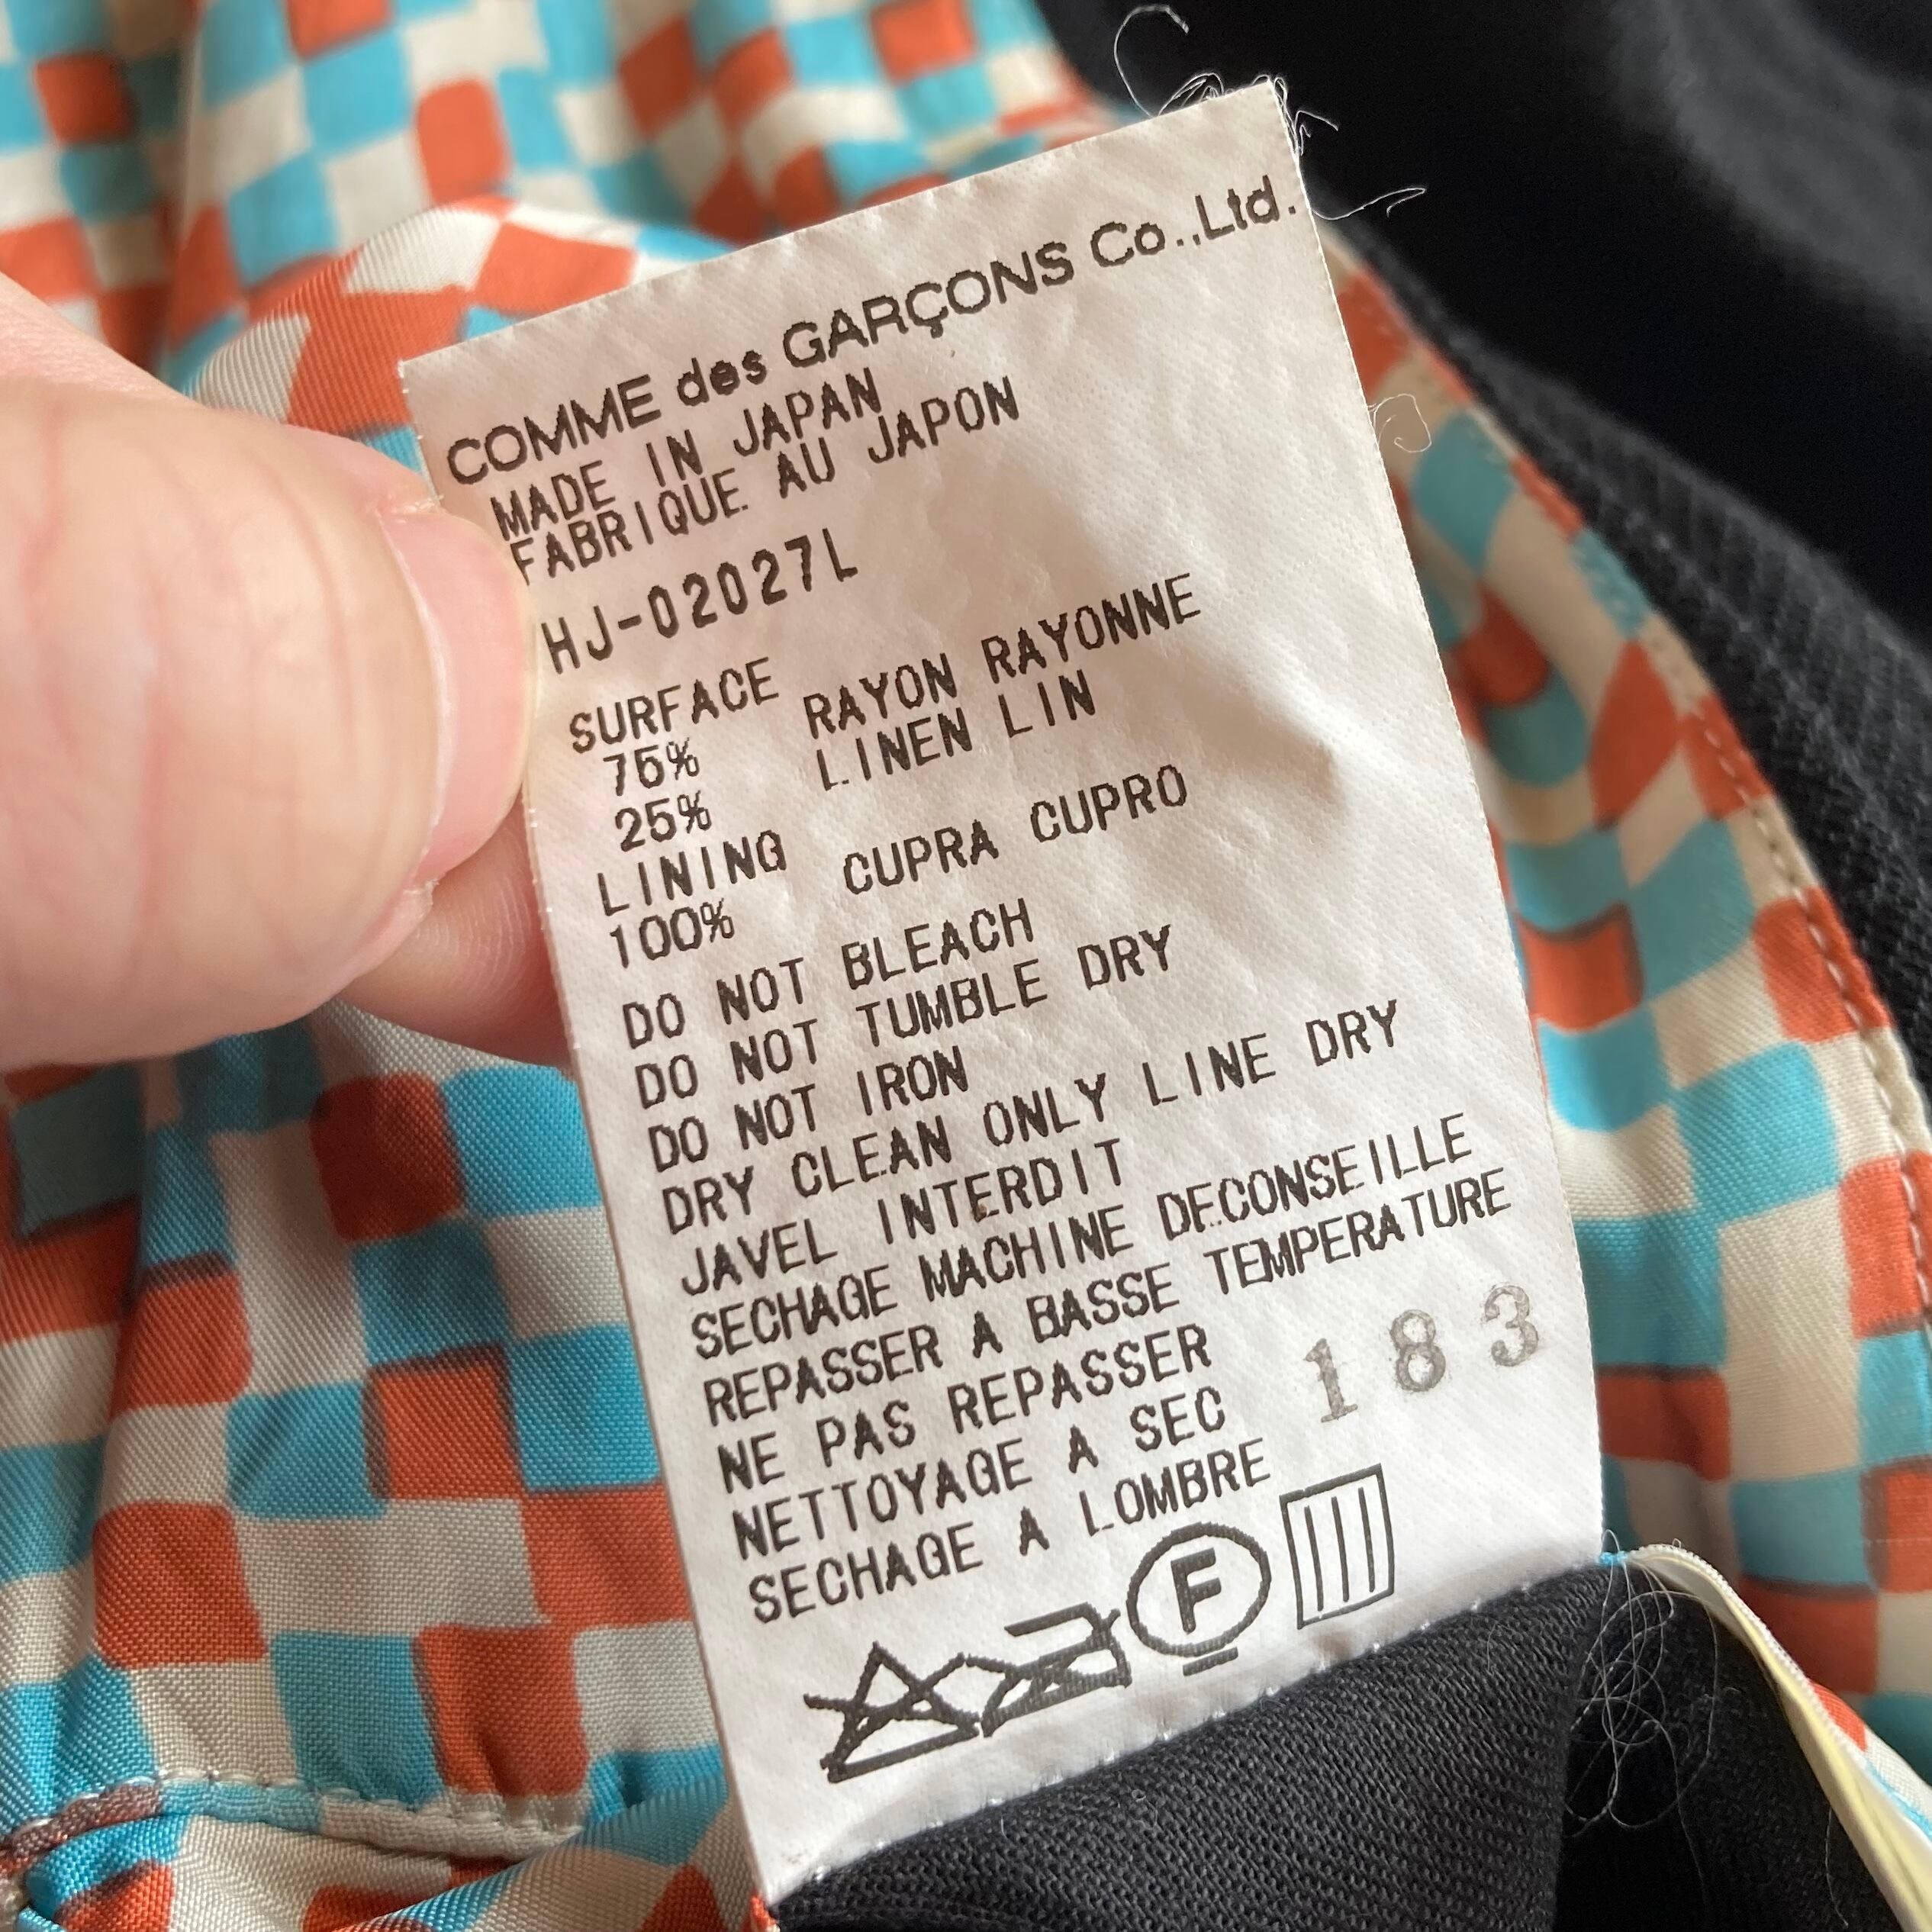 COMME des GARÇONS Co.,Ltd.
MADE IN JAPAN
FABRIQUE AU JAPON
HJ-02027L
SURFACE
75% RAYON RAYONNE
25% LINEN LIN
LINING
100% CUPRA CUPRO
DO NOT BLEACH
DO NOT TUMBLE DRY
DO NOT IRON
DRY CLEAN ONLY LINE DRY
JAVEL INTERDIT
SECHAGE MACHINE DECONSEILLE
REPASSER A BASSE TEMPERATURE
NE PAS REPASSER
NETTOYAGE A SEC
SECHAGE A LOMBRE
183
F